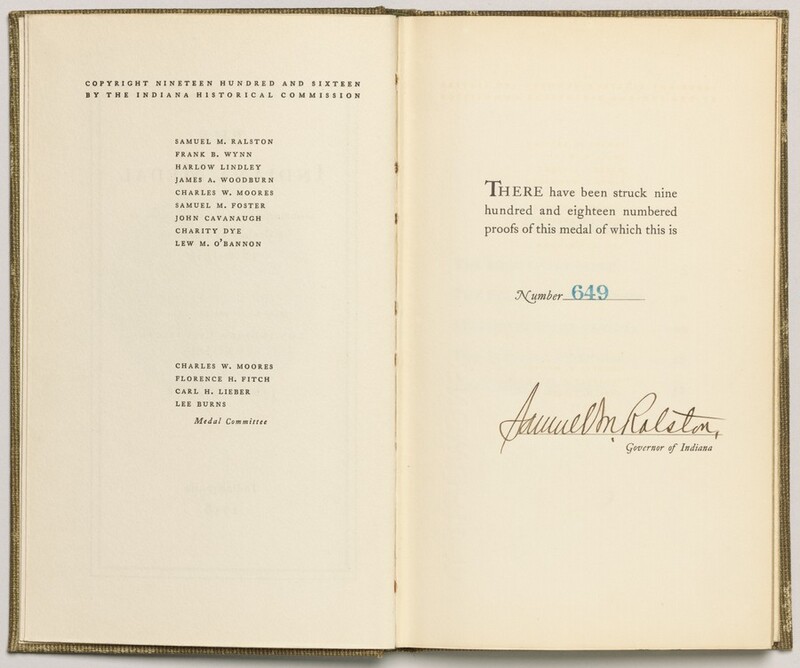 COPYRIGHT NINETEEN HUNDRED AND SIXTEEN
BY THE INDIANA HISTORICAL COMMISSION
SAMUEL M. RALSTON
FRANK B. WYNN
HARLOW LINDLEY
JAMES A. WOODBURN
CHARLES W. MOORES
SAMUEL M. FOSTER
JOHN CAVANAUGH
CHARITY DYE
LEW M. O'BANNON
CHARLES W. MOORES
FLORENCE H. FITCH
CARL H. LIEBER
LEE BURNS
Medal Committee
THERE have been struck nine
hundred and eighteen numbered
proofs of this medal of which this is
Number 649
Samuel M. Ralston,
Governor of Indiana